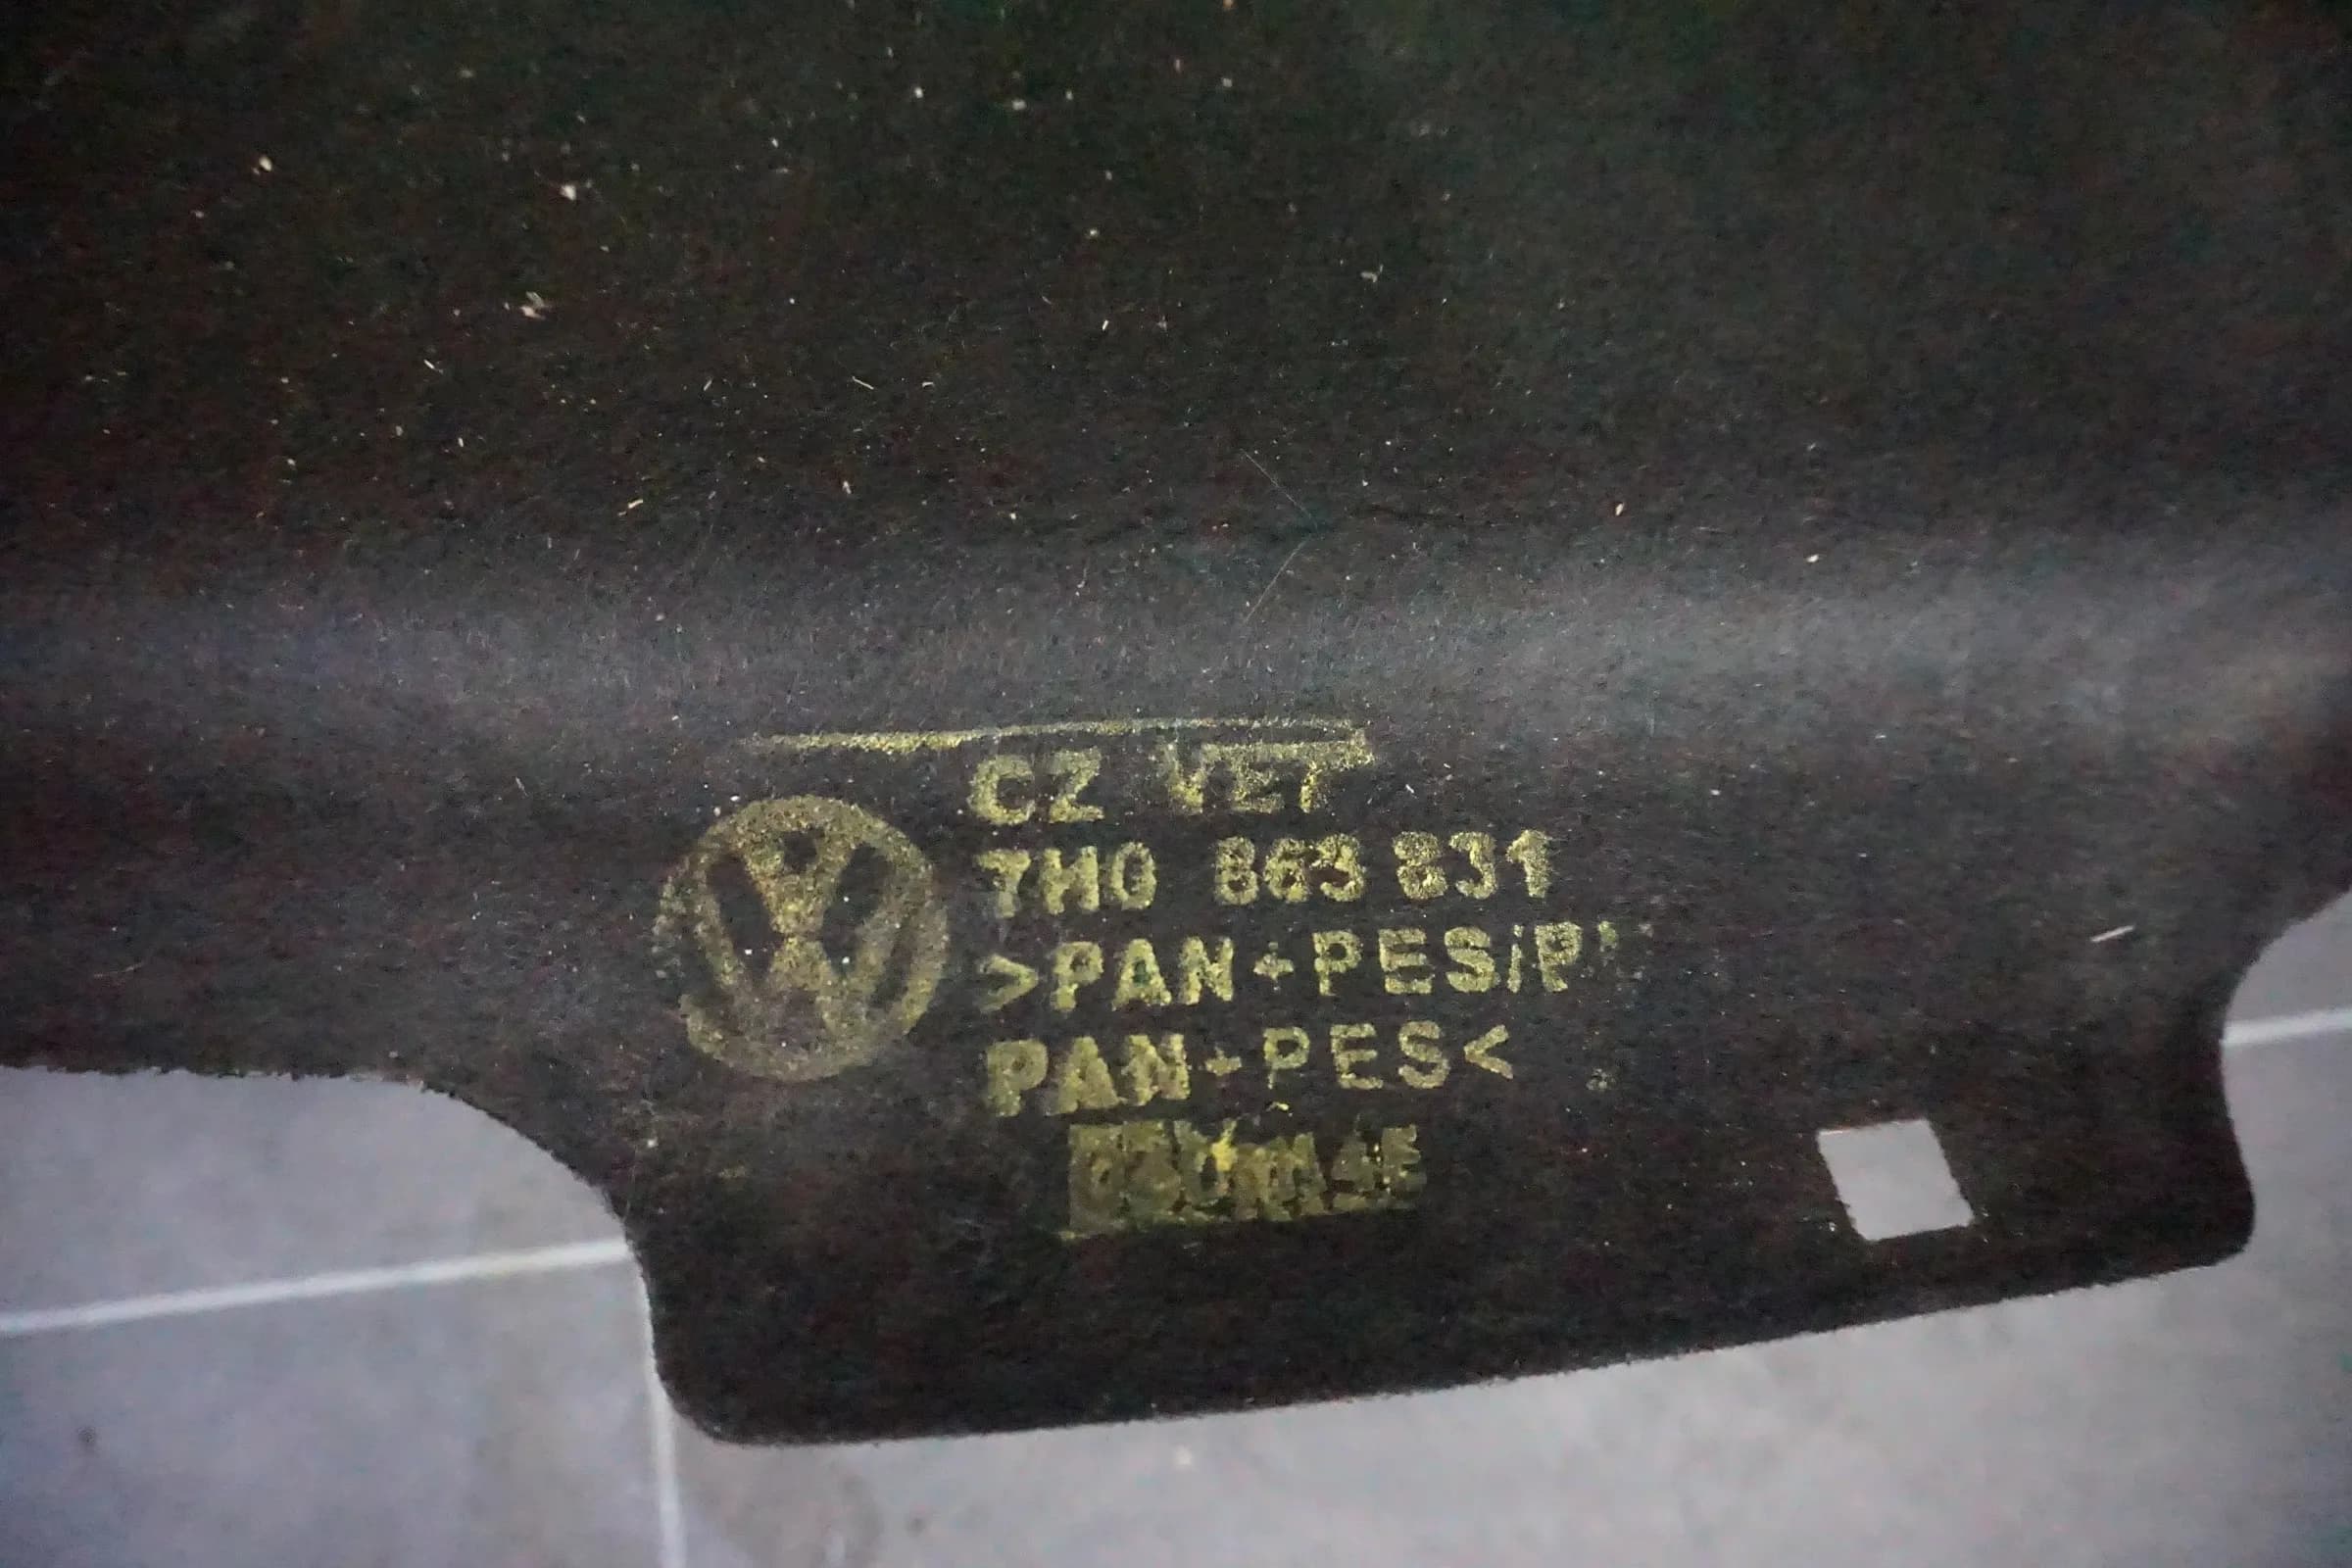 CZ VET
7H0 863 831
>PAN+PES/P
PAN+PES<